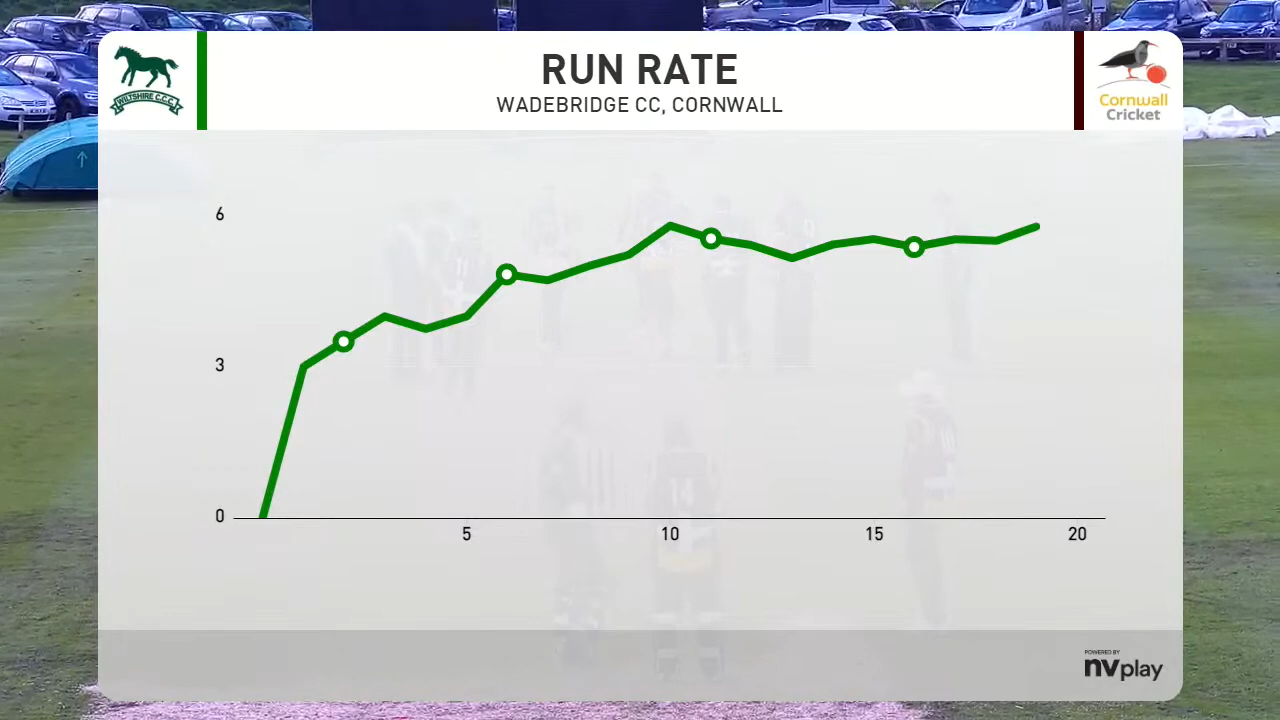 RUN RATE
WADEBRIDGE CC, CORNWALL
WILTSHIRE C.C.C.
Cornwall
Cricket
6
3
0
5
10
15
20
POWERED BY
nvplay